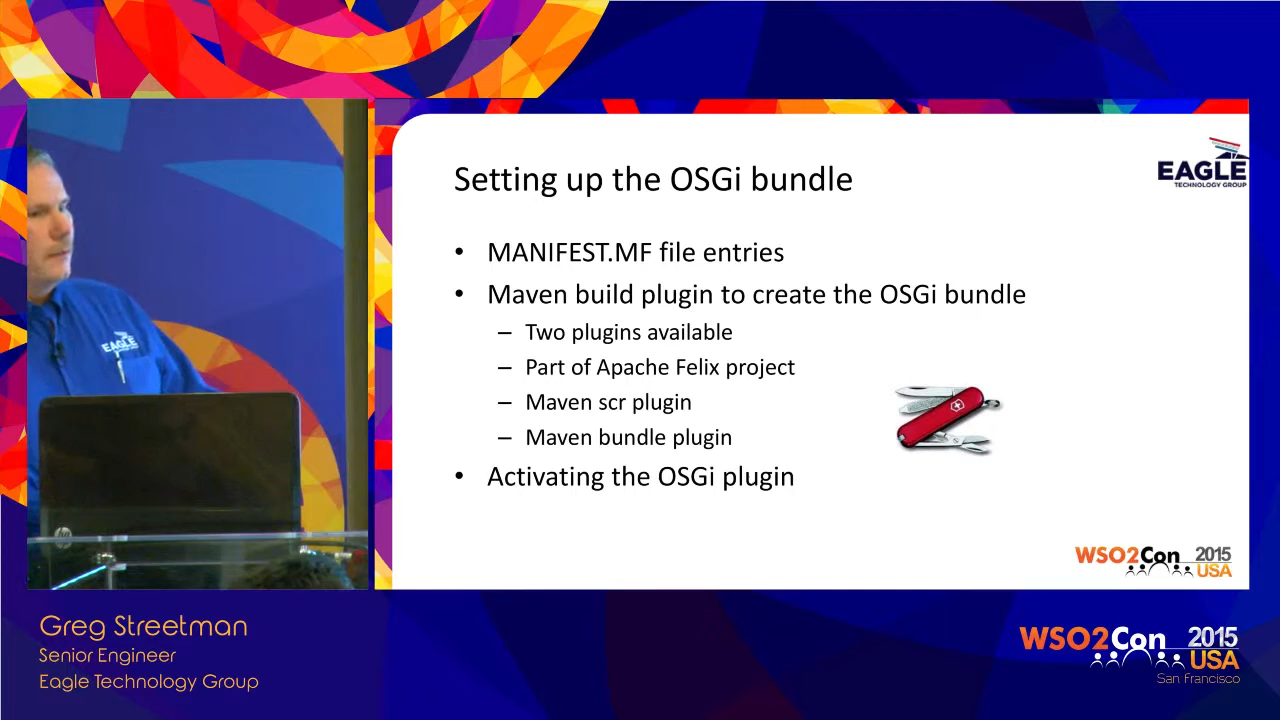 Setting up the OSGi bundle
EAGLE
TECHNOLOGY GROUP
• MANIFEST.MF file entries
• Maven build plugin to create the OSGi bundle
– Two plugins available
– Part of Apache Felix project
– Maven scr plugin
– Maven bundle plugin
• Activating the OSGi plugin
EAGLE
hp
WSO2Con 2015
USA
Greg Streetman
Senior Engineer
Eagle Technology Group
WSO2Con 2015
USA
San Francisco